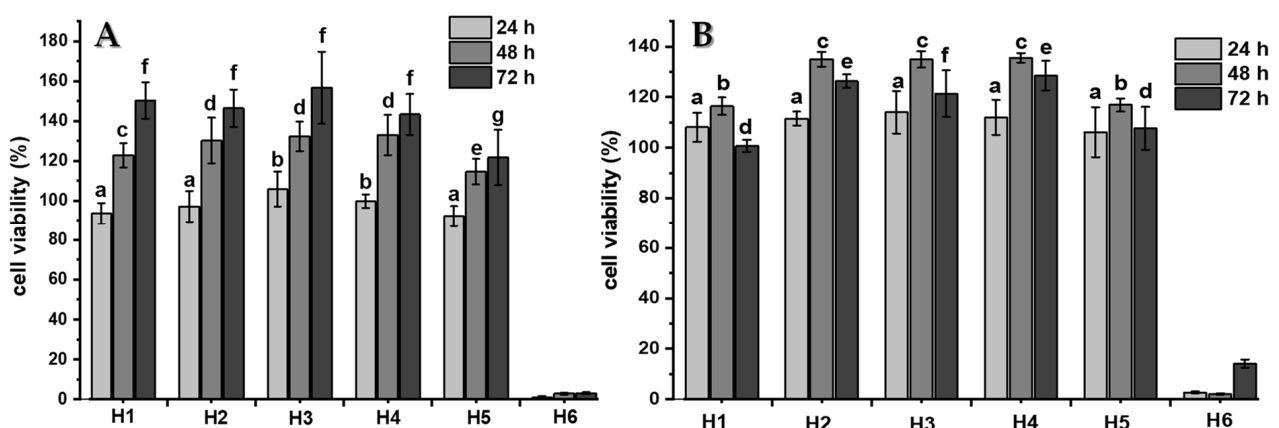 A
24 h
48 h
72 h
cell viability (%)
180
160
140
120
100
80
60
40
20
0
a c f
a d f
b d f
b d f
a e g
H1 H2 H3 H4 H5 H6
B
24 h
48 h
72 h
cell viability (%)
140
120
100
80
60
40
20
0
a b d
a c e
a c f
a c e
a b d
H1 H2 H3 H4 H5 H6